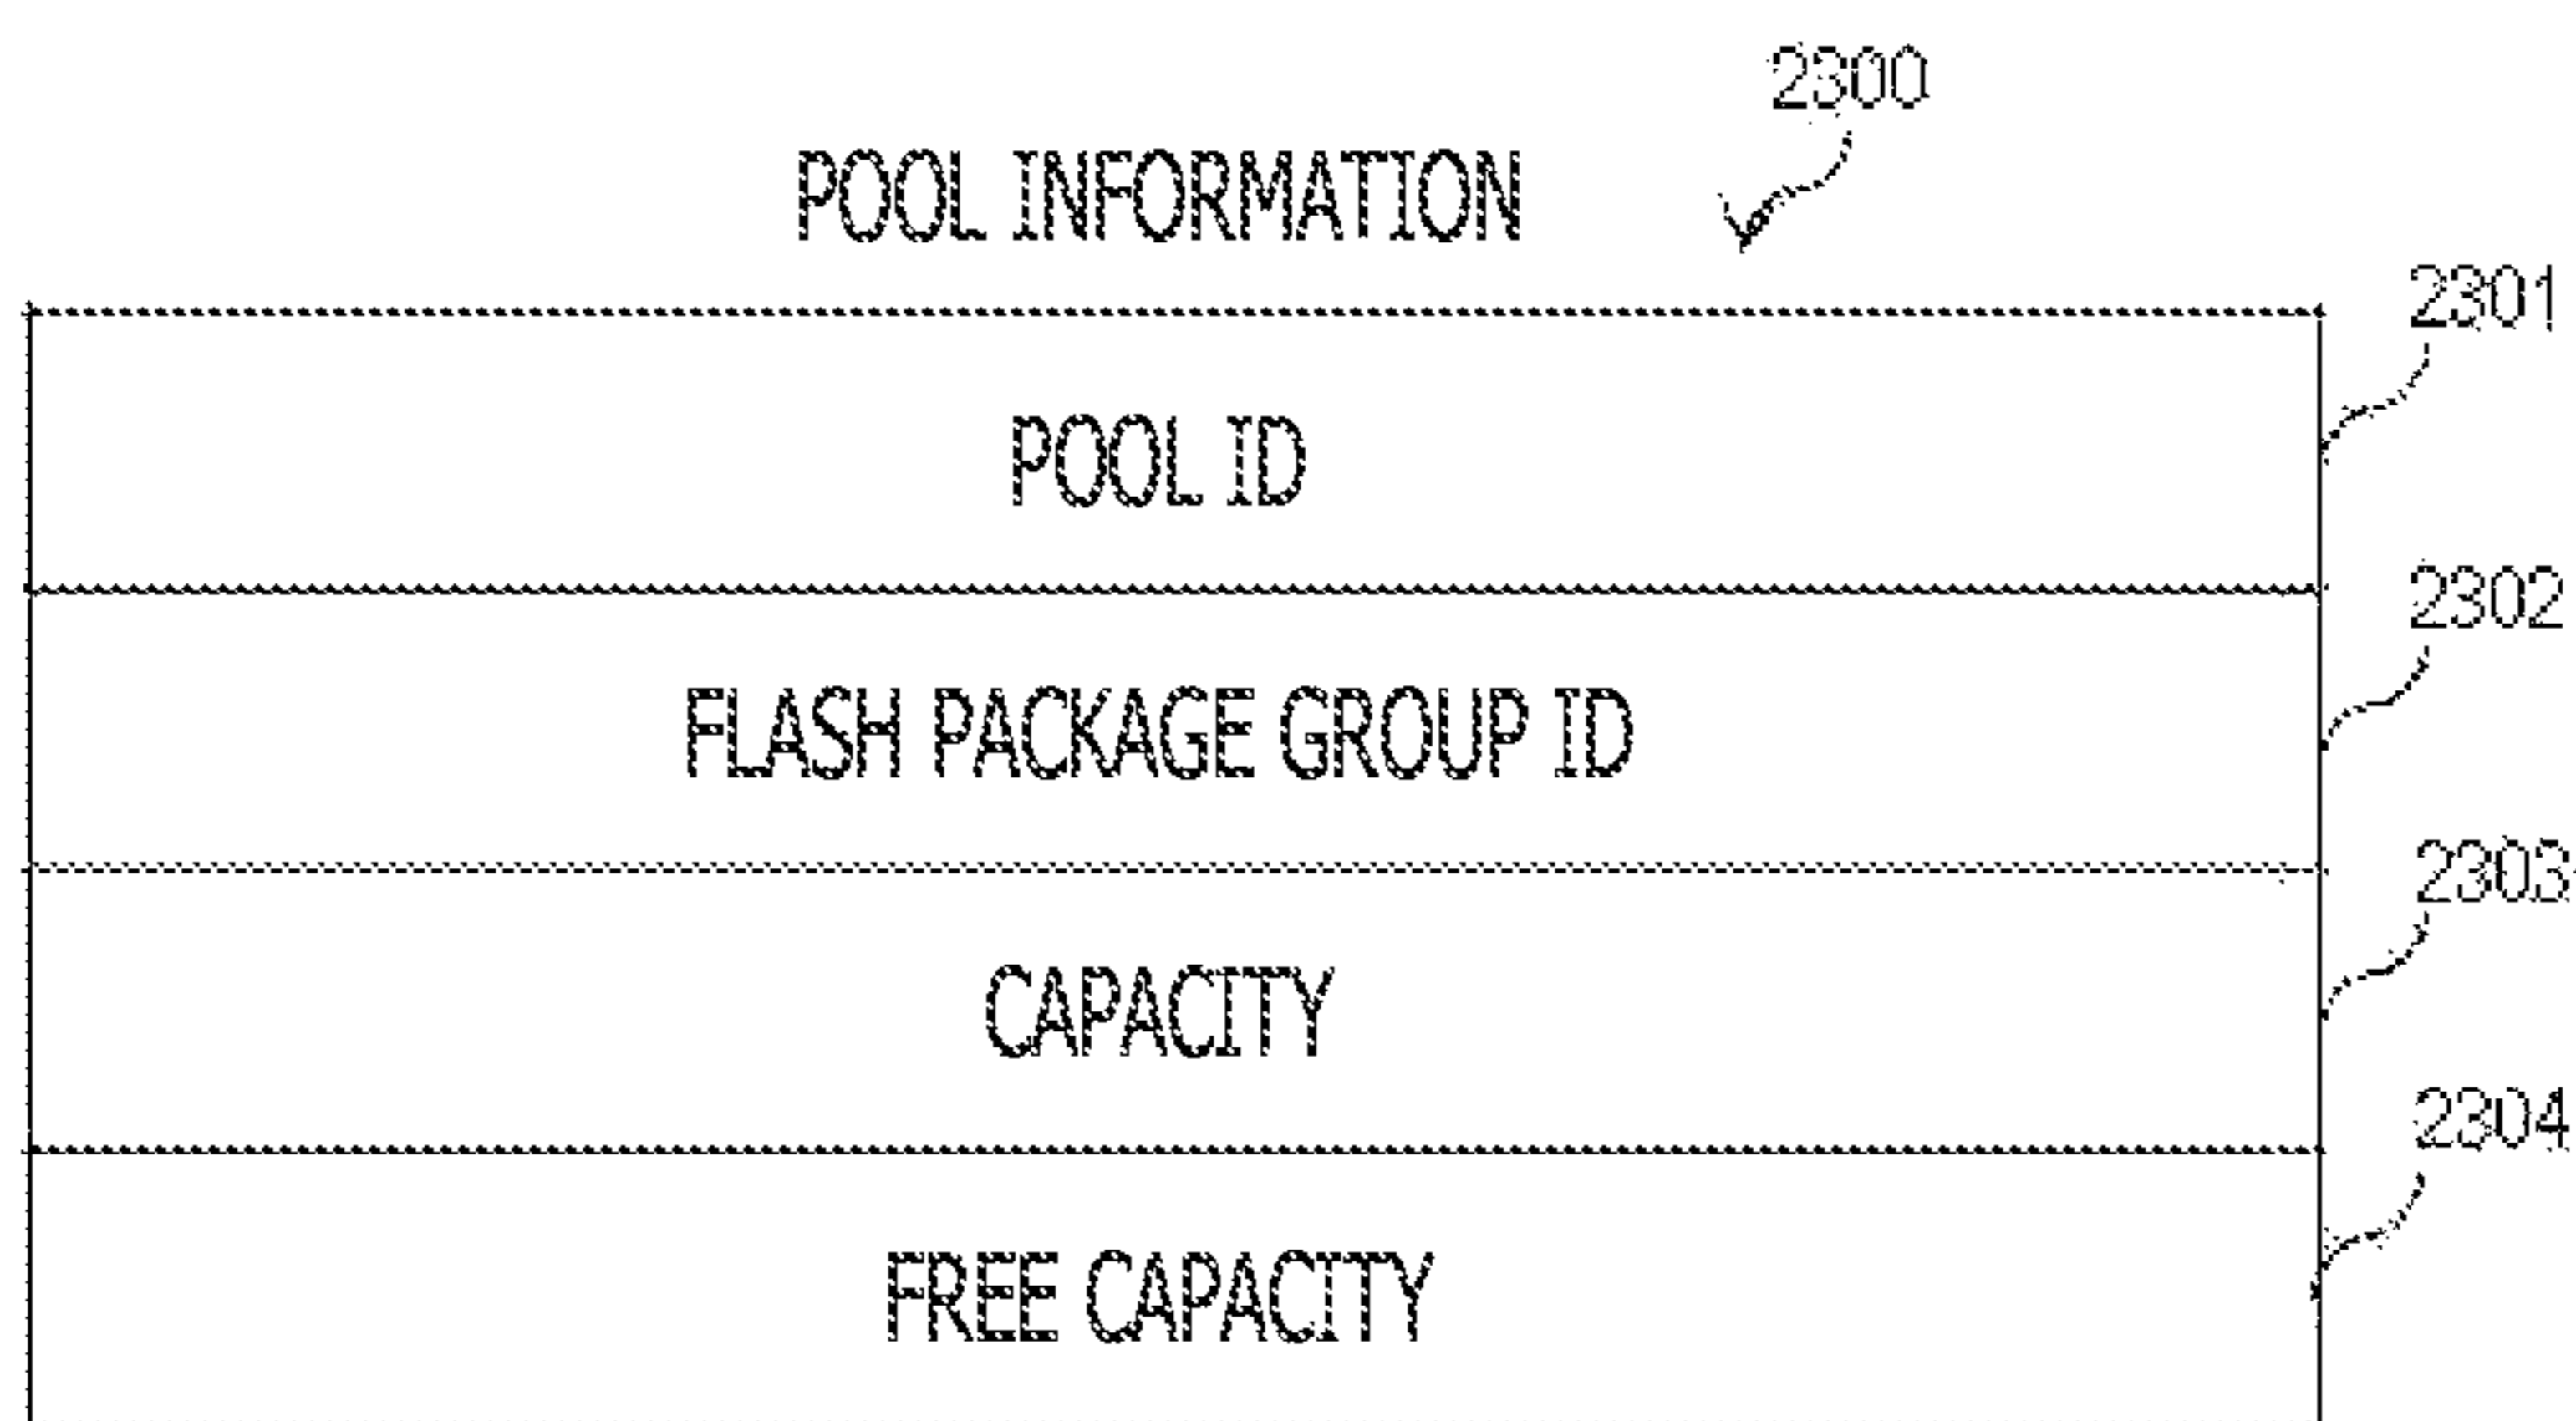 2300
POOL INFORMATION
2301
POOL ID
2302
FLASH PACKAGE GROUP ID
2303
CAPACITY
2304
FREE CAPACITY